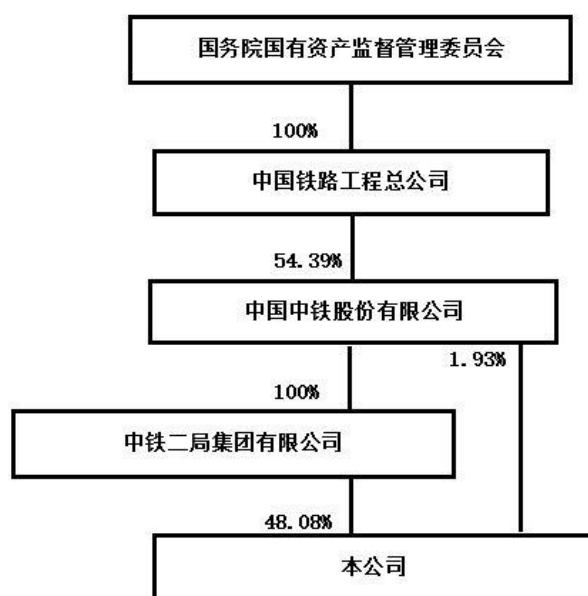 国务院国有资产监督管理委员会
100%
中国铁路工程总公司
54.39%
中国中铁股份有限公司
1.93%
100%
中铁二局集团有限公司
48.08%
本公司